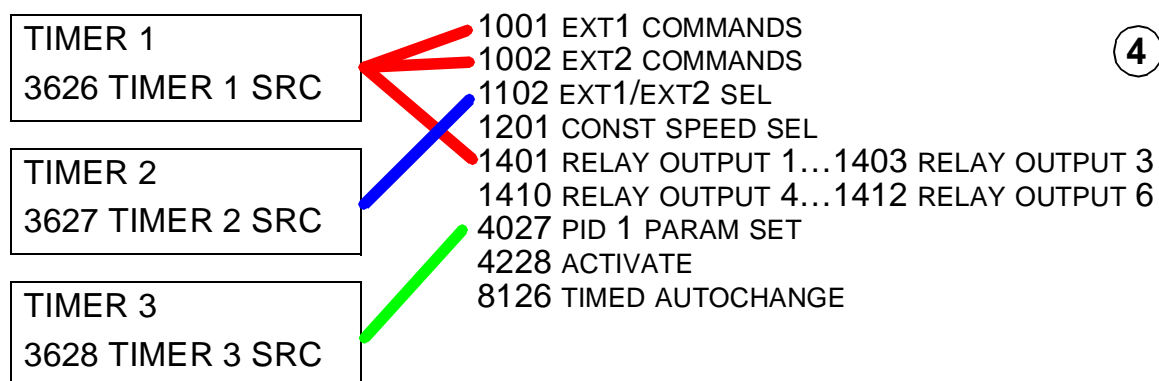 TIMER 1
3626 TIMER 1 SRC
TIMER 2
3627 TIMER 2 SRC
TIMER 3
3628 TIMER 3 SRC
1001 EXT1 COMMANDS
1002 EXT2 COMMANDS
1102 EXT1/EXT2 SEL
1201 CONST SPEED SEL
1401 RELAY OUTPUT 1…1403 RELAY OUTPUT 3
1410 RELAY OUTPUT 4…1412 RELAY OUTPUT 6
4027 PID 1 PARAM SET
4228 ACTIVATE
8126 TIMED AUTOCHANGE
4